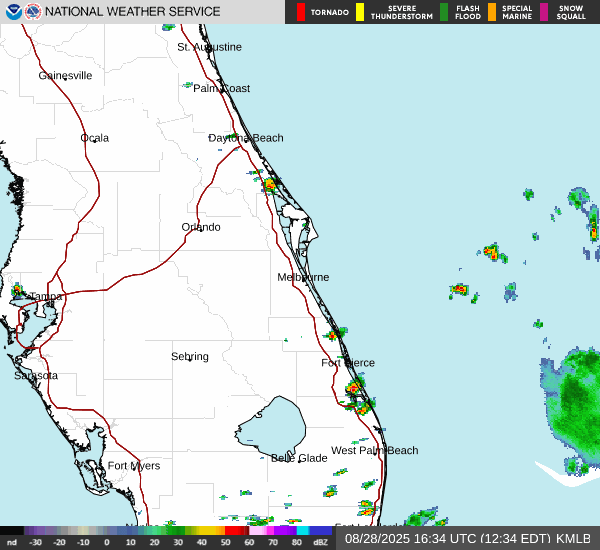 NATIONAL WEATHER SERVICE
TORNADO
SEVERE THUNDERSTORM
FLASH FLOOD
SPECIAL MARINE
SNOW SQUALL
St. Augustine
Gainesville
Palm Coast
Ocala
Daytona Beach
Orlando
Melbourne
Tampa
Sebring
Fort Pierce
Sarasota
West Palm Beach
Belle Glade
Fort Myers
nd -30 -20 -10 0 10 20 30 40 50 60 70 80 dBZ
08/28/2025 16:34 UTC (12:34 EDT) KMLB